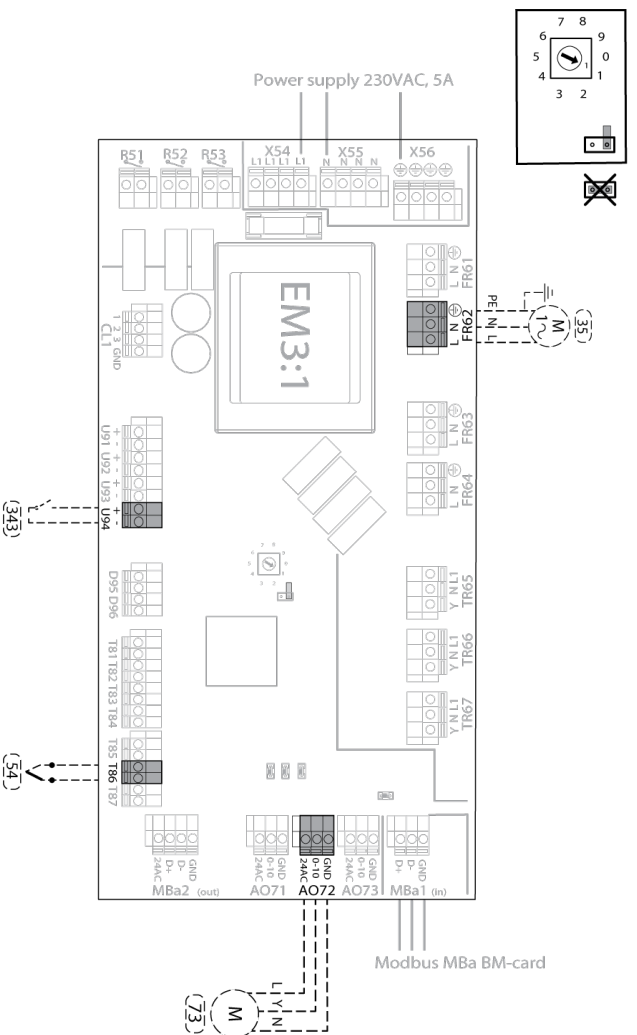 7 8
6 9
5 0
4 1
3 2
1
Power supply 230VAC, 5A
R51 R52 R53 X54 X55 X56
L1 L1 L1 L1 N N N N
EM3:1
L N FR61
L N FR62
PE
N
L
M
1~
(35)
L N FR63
L N FR64
1 2 3 GND
CL1
+ - + - + - + -
U91 U92 U93 U94
(343)
D95 D96
T81 T82 T83 T84
T85 T86 T87
(54)
Y N L1
TR65
Y N L1
TR66
Y N L1
TR67
24AC D+ D- GND
MBa2 (out)
24AC 0-10 GND
AO71
24AC 0-10 GND
AO72
24AC 0-10 GND
AO73
D+ D- GND
MBa1 (in)
Modbus MBa BM-card
L
Y
N
M
(73)